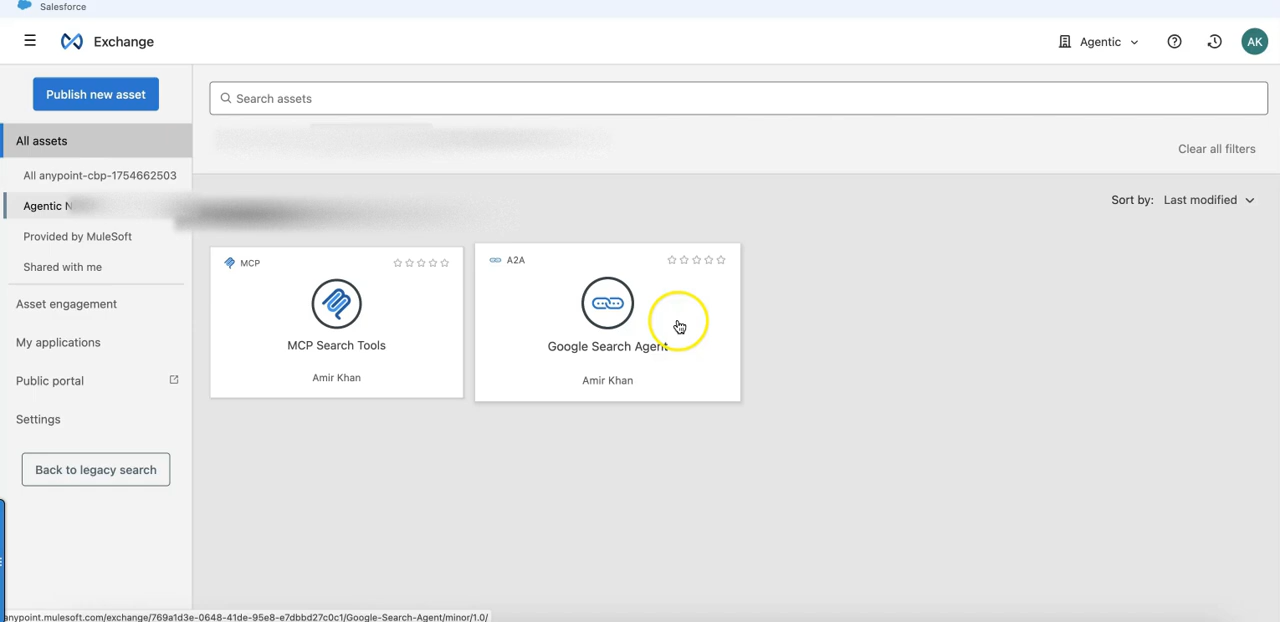 Salesforce
Exchange
Agentic
AK
Publish new asset
Search assets
All assets
Clear all filters
All anypoint-cbp-1754662503
Agentic
Sort by: Last modified
Provided by MuleSoft
Shared with me
MCP
A2A
MCP Search Tools
Google Search Agent
Amir Khan
Amir Khan
Asset engagement
My applications
Public portal
Settings
Back to legacy search
anypoint.mulesoft.com/exchange/769a1d3e-0648-41de-95e8-e7dbbd27c0c1/Google-Search-Agent/minor/1.0/